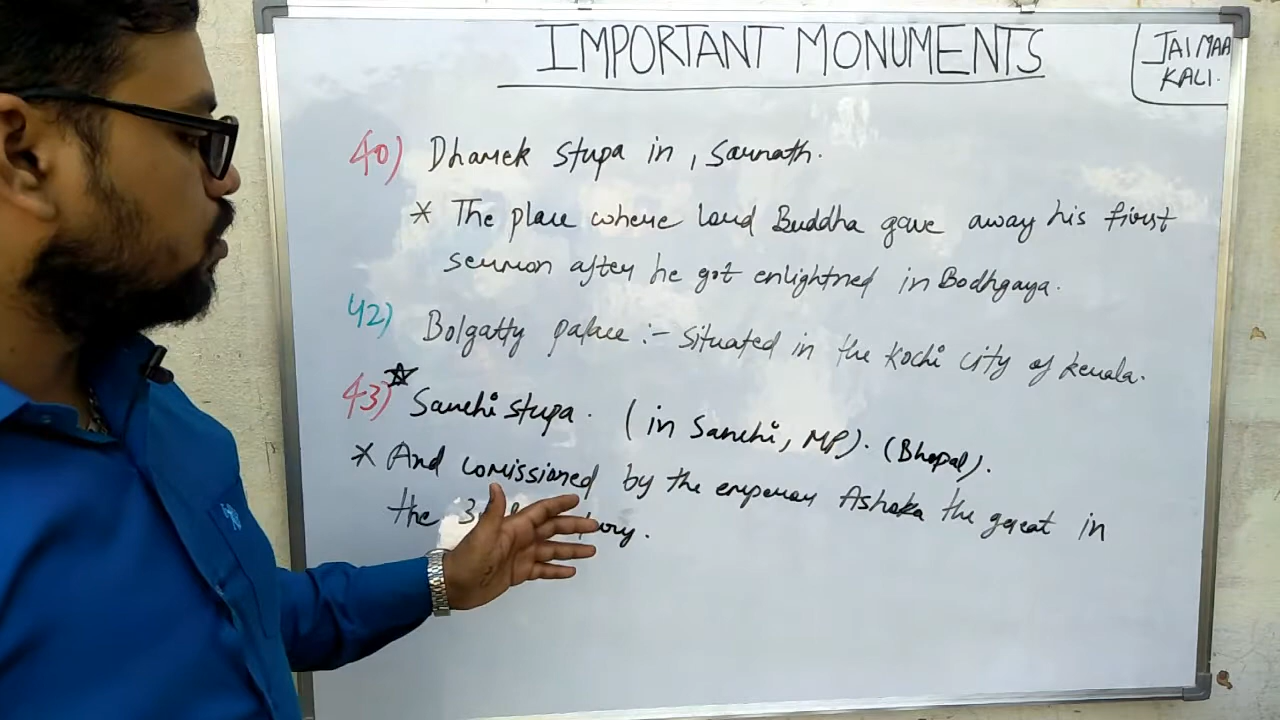 IMPORTANT MONUMENTS
JAI MAA
KALI.
40) Dhamek stupa in, Sarnath.
* The place where lord Buddha gave away his first
sermon after he got enlightned in Bodhgaya.
42) Bolgatty palace :- Situated in the Kochi city of kerala.
43) Sanchi stupa. (in Sanchi, MP). (Bhopal).
* And comissioned by the emperor Ashoka the great in
the 3